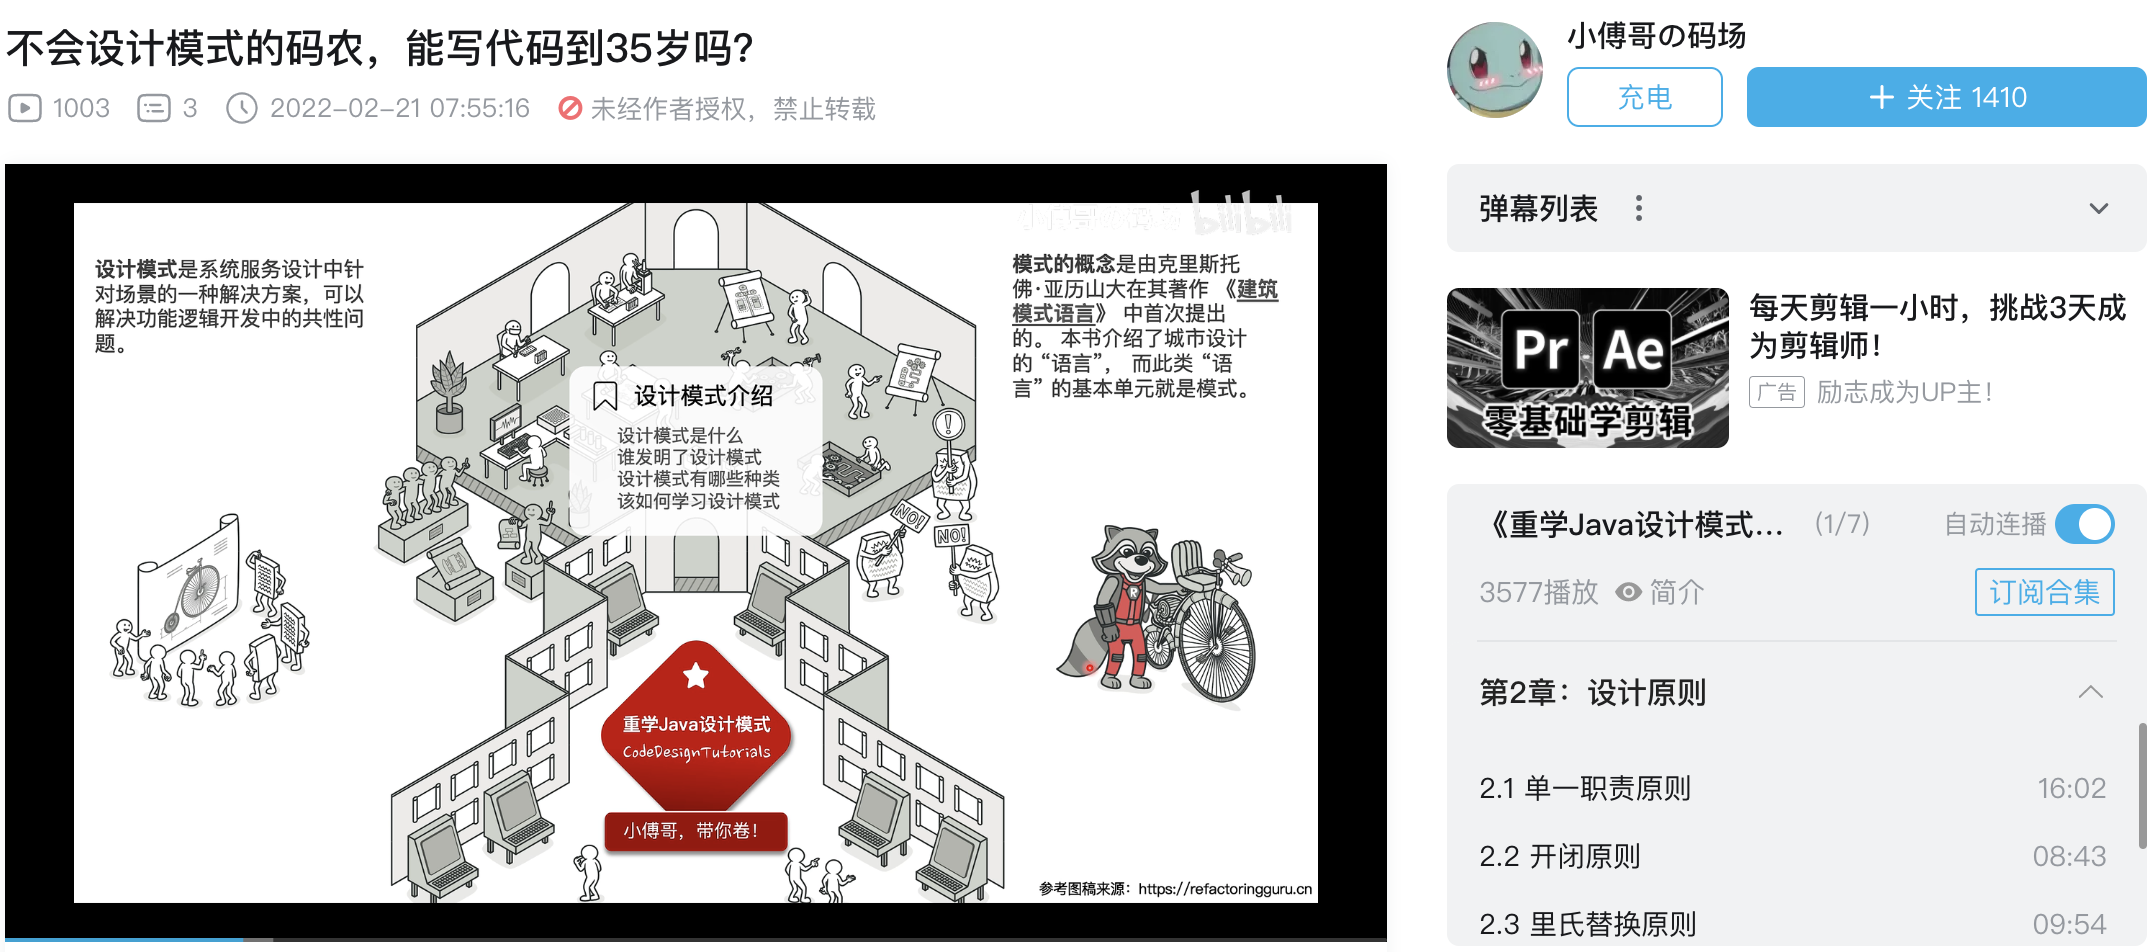 不会设计模式的码农，能写代码到35岁吗?
1003 3 2022-02-21 07:55:16 未经作者授权，禁止转载
设计模式是系统服务设计中针
对场景的一种解决方案，可以
解决功能逻辑开发中的共性问
题。
bilibili
模式的概念是由克里斯托
佛·亚历山大在其著作 《建筑
模式语言》 中首次提出
的。 本书介绍了城市设计
的 “语言”， 而此类 “语
言” 的基本单元就是模式。
设计模式介绍
设计模式是什么
谁发明了设计模式
设计模式有哪些种类
该如何学习设计模式
NO!
NO!
R
重学Java设计模式
CodeDesignTutorials
小傅哥，带你卷！
参考图稿来源：https://refactoringguru.cn
小傅哥の码场
充电
+ 关注 1410
弹幕列表
Pr Ae
零基础学剪辑
每天剪辑一小时，挑战3天成
为剪辑师！
广告 励志成为UP主！
《重学Java设计模式... (1/7) 自动连播
3577播放 简介 订阅合集
第2章：设计原则
2.1 单一职责原则 16:02
2.2 开闭原则 08:43
2.3 里氏替换原则 09:54